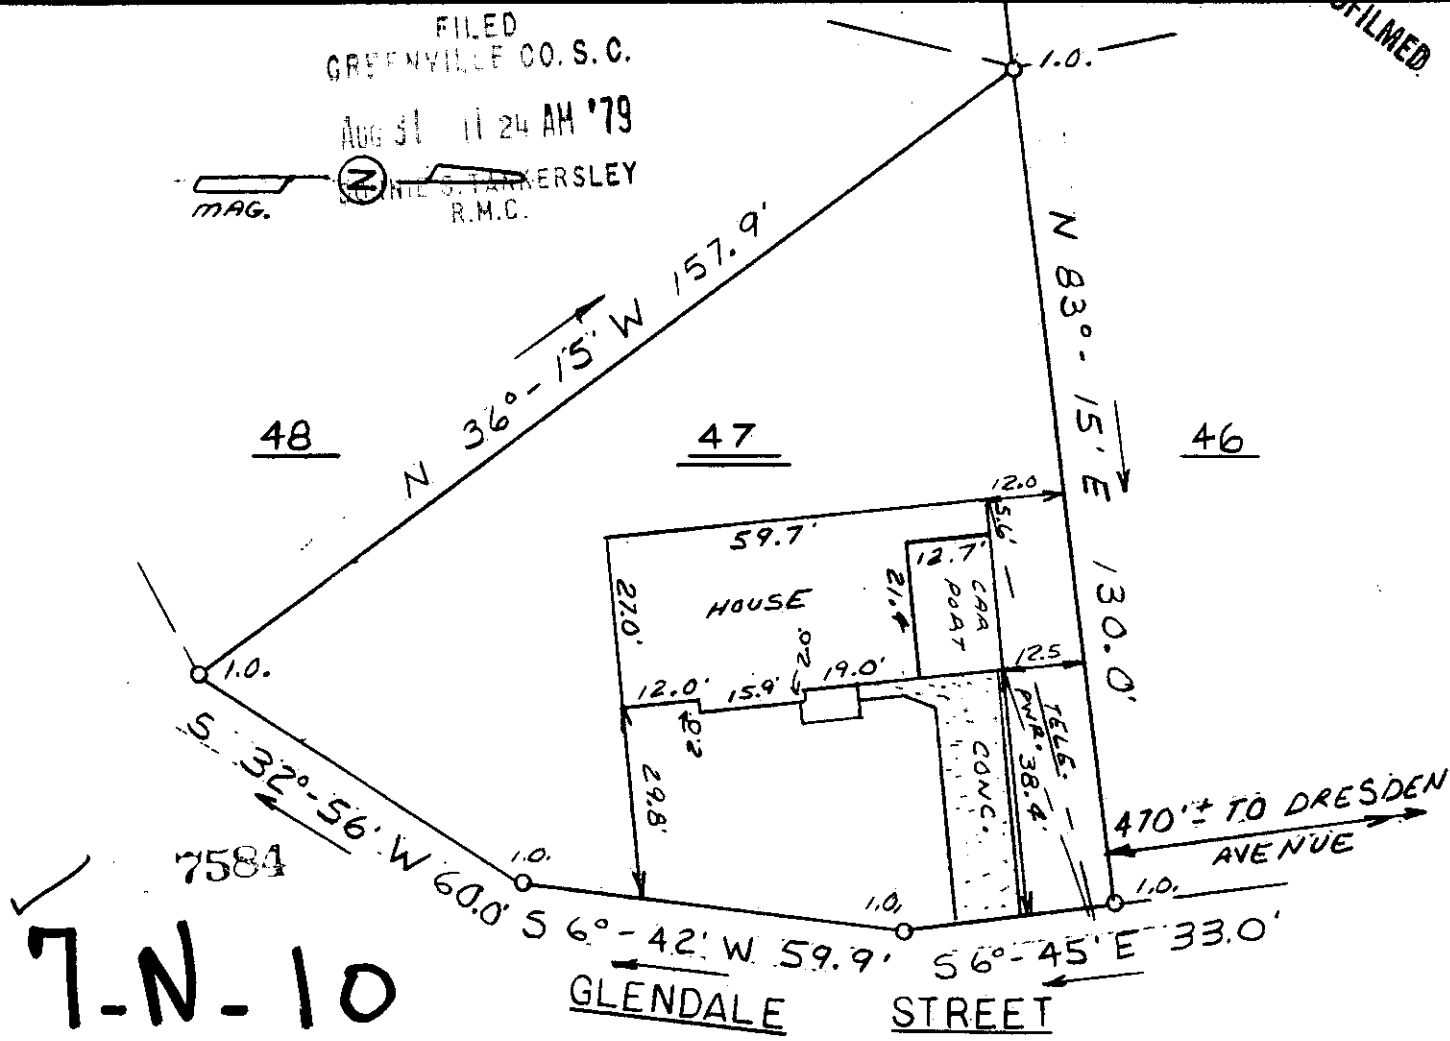 FILED
GREENVILLE CO. S. C.
AUG 31 11 24 AM '79
S. TANKERSLEY
R.M.C.
N
MAG.
1.0.
N 36°-15' W 157.9'
N 83°-15' E 130.0'
48
47
46
12.0
5.6'
59.7'
12.7'
27.0'
HOUSE
CAR
PORT
2.0
12.5
1.0.
12.0'
15.9'
19.0'
2.0
TELE.
PWR.
29.8'
CONC.
38.4'
470'± TO DRESDEN
AVENUE
S 32°-56' W 60.0'
7584
1.0.
1.0.
1.0.
S 6°-42' W 59.9'
S 6°-45' E 33.0'
7-N-10
GLENDALE STREET